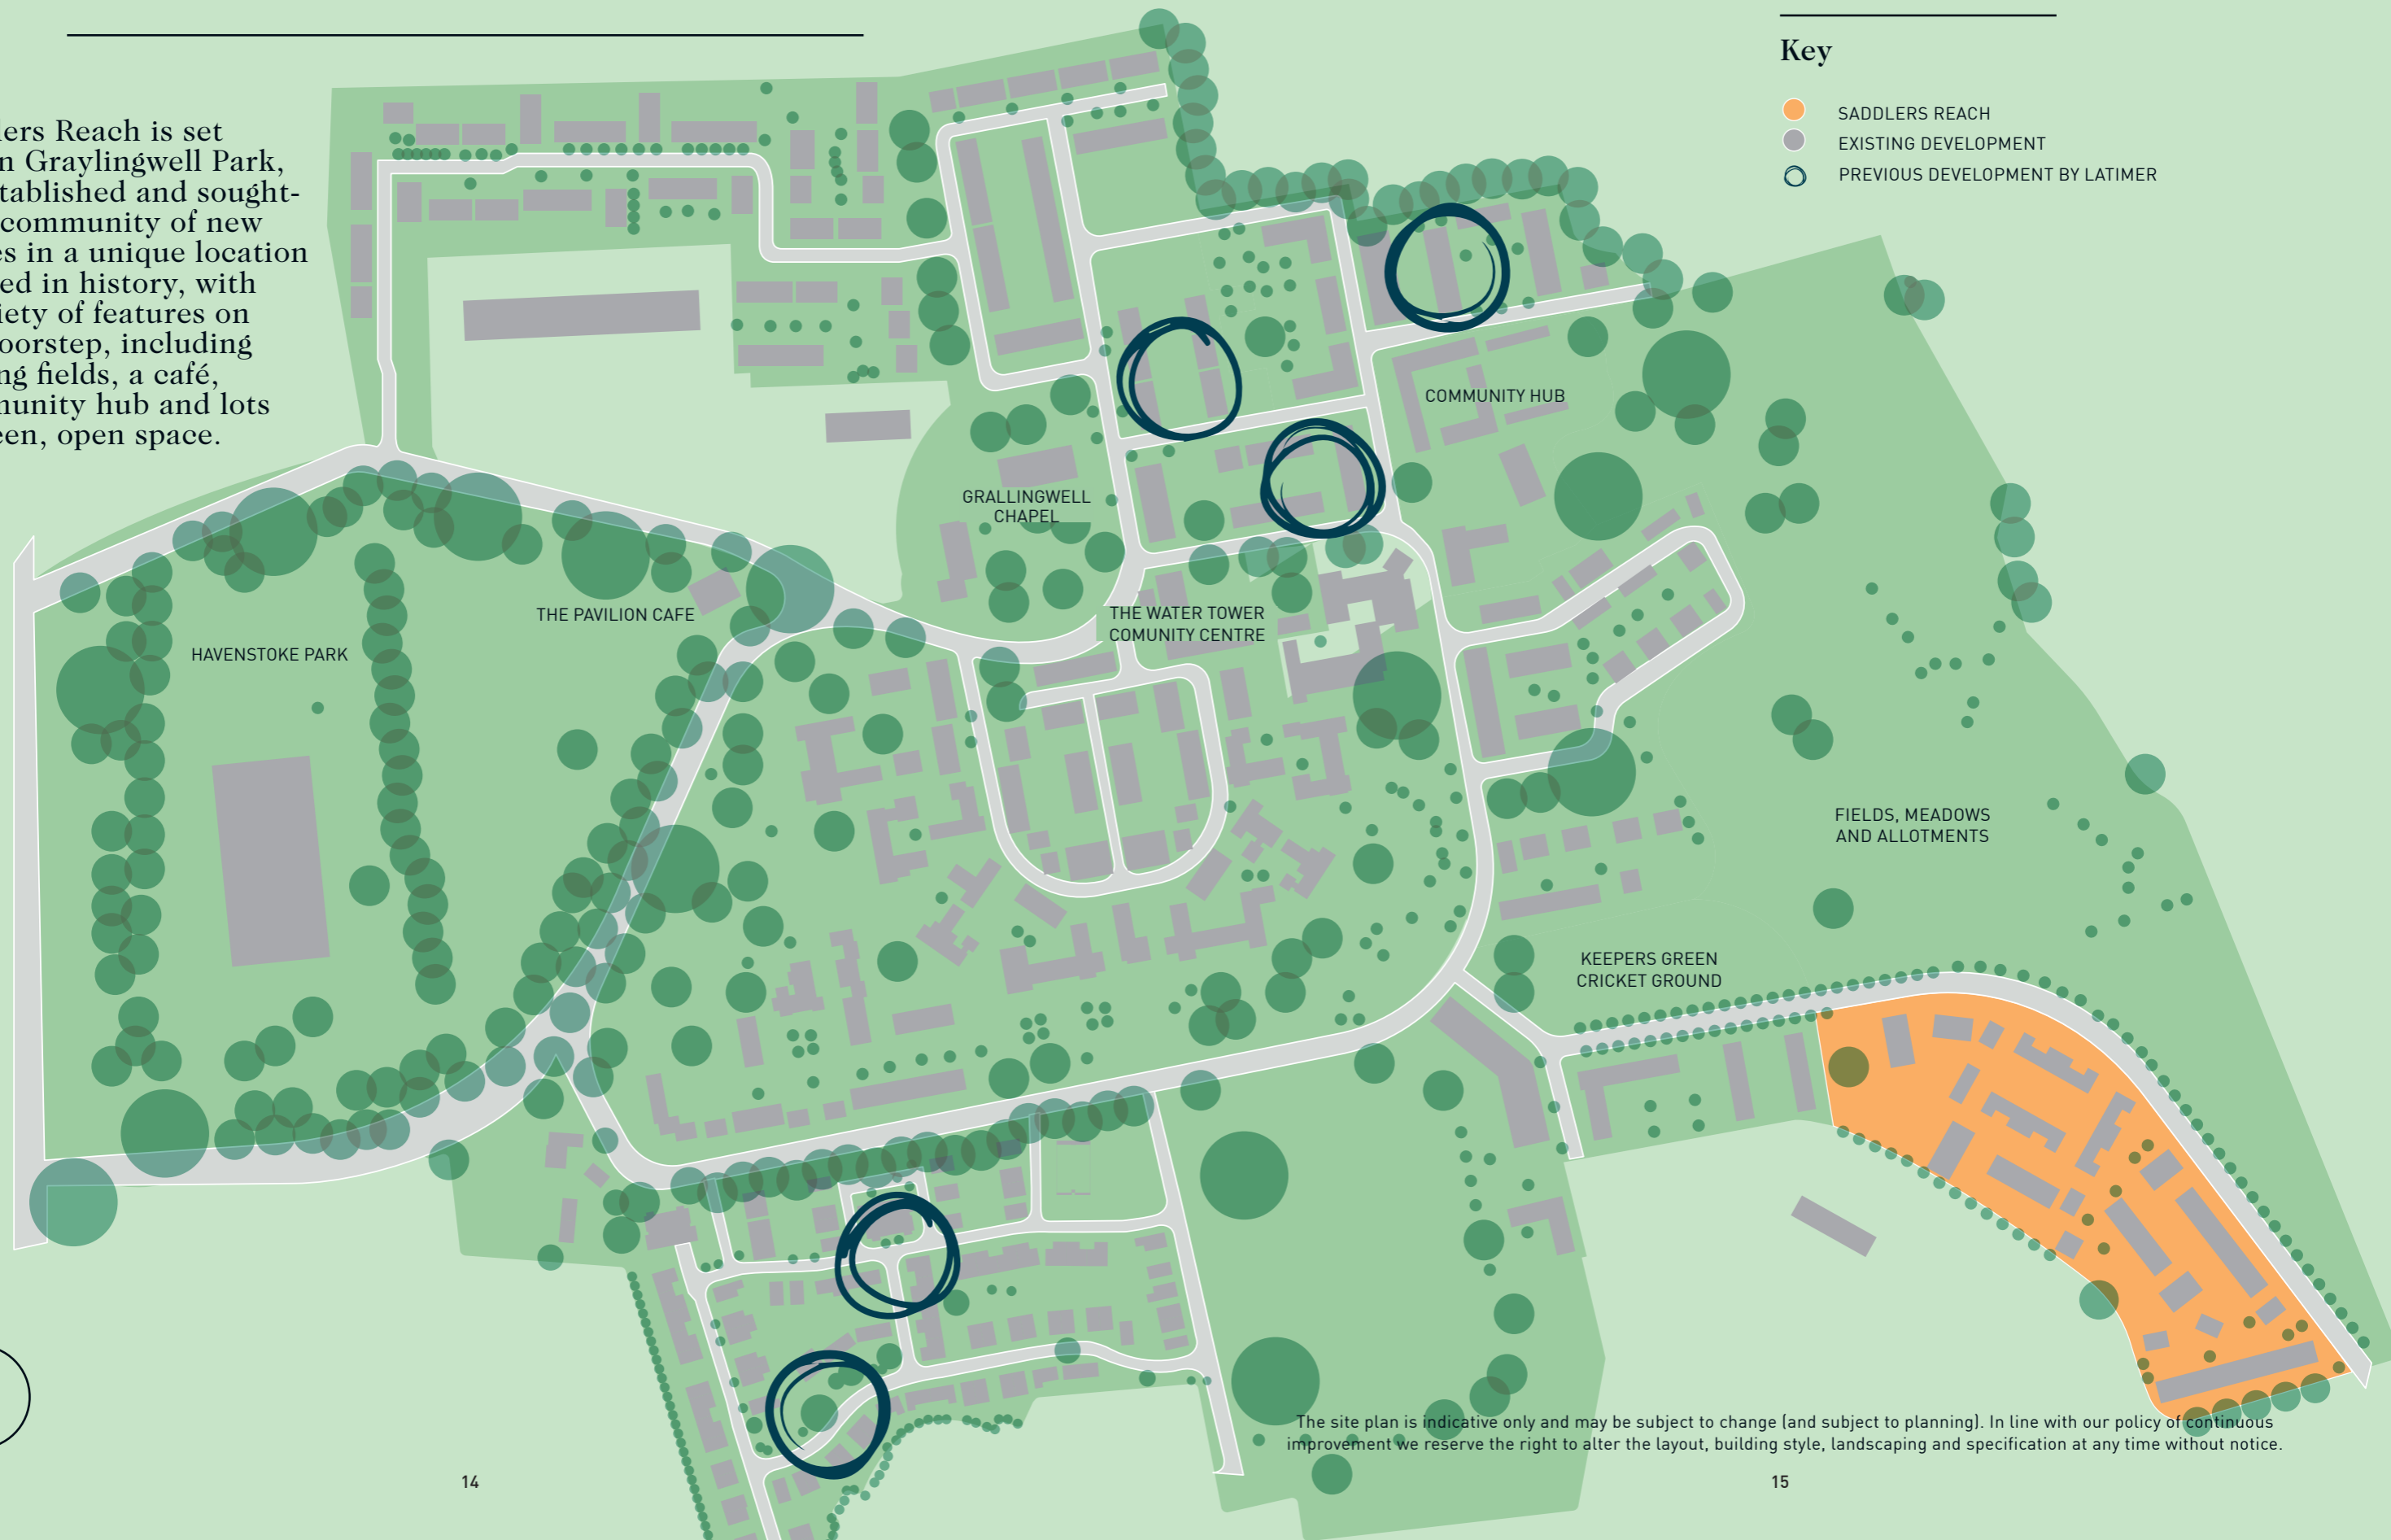 lers Reach is set
n Graylingwell Park,
tablished and sought-
community of new
es in a unique location
ed in history, with
iety of features on
oorstep, including
ng fields, a café,
munity hub and lots
een, open space.
Key
SADDLERS REACH
EXISTING DEVELOPMENT
PREVIOUS DEVELOPMENT BY LATIMER
COMMUNITY HUB
GRALLINGWELL
CHAPEL
THE PAVILION CAFE
THE WATER TOWER
COMUNITY CENTRE
HAVENSTOKE PARK
FIELDS, MEADOWS
AND ALLOTMENTS
KEEPERS GREEN
CRICKET GROUND
The site plan is indicative only and may be subject to change (and subject to planning). In line with our policy of continuous
improvement we reserve the right to alter the layout, building style, landscaping and specification at any time without notice.
14
15